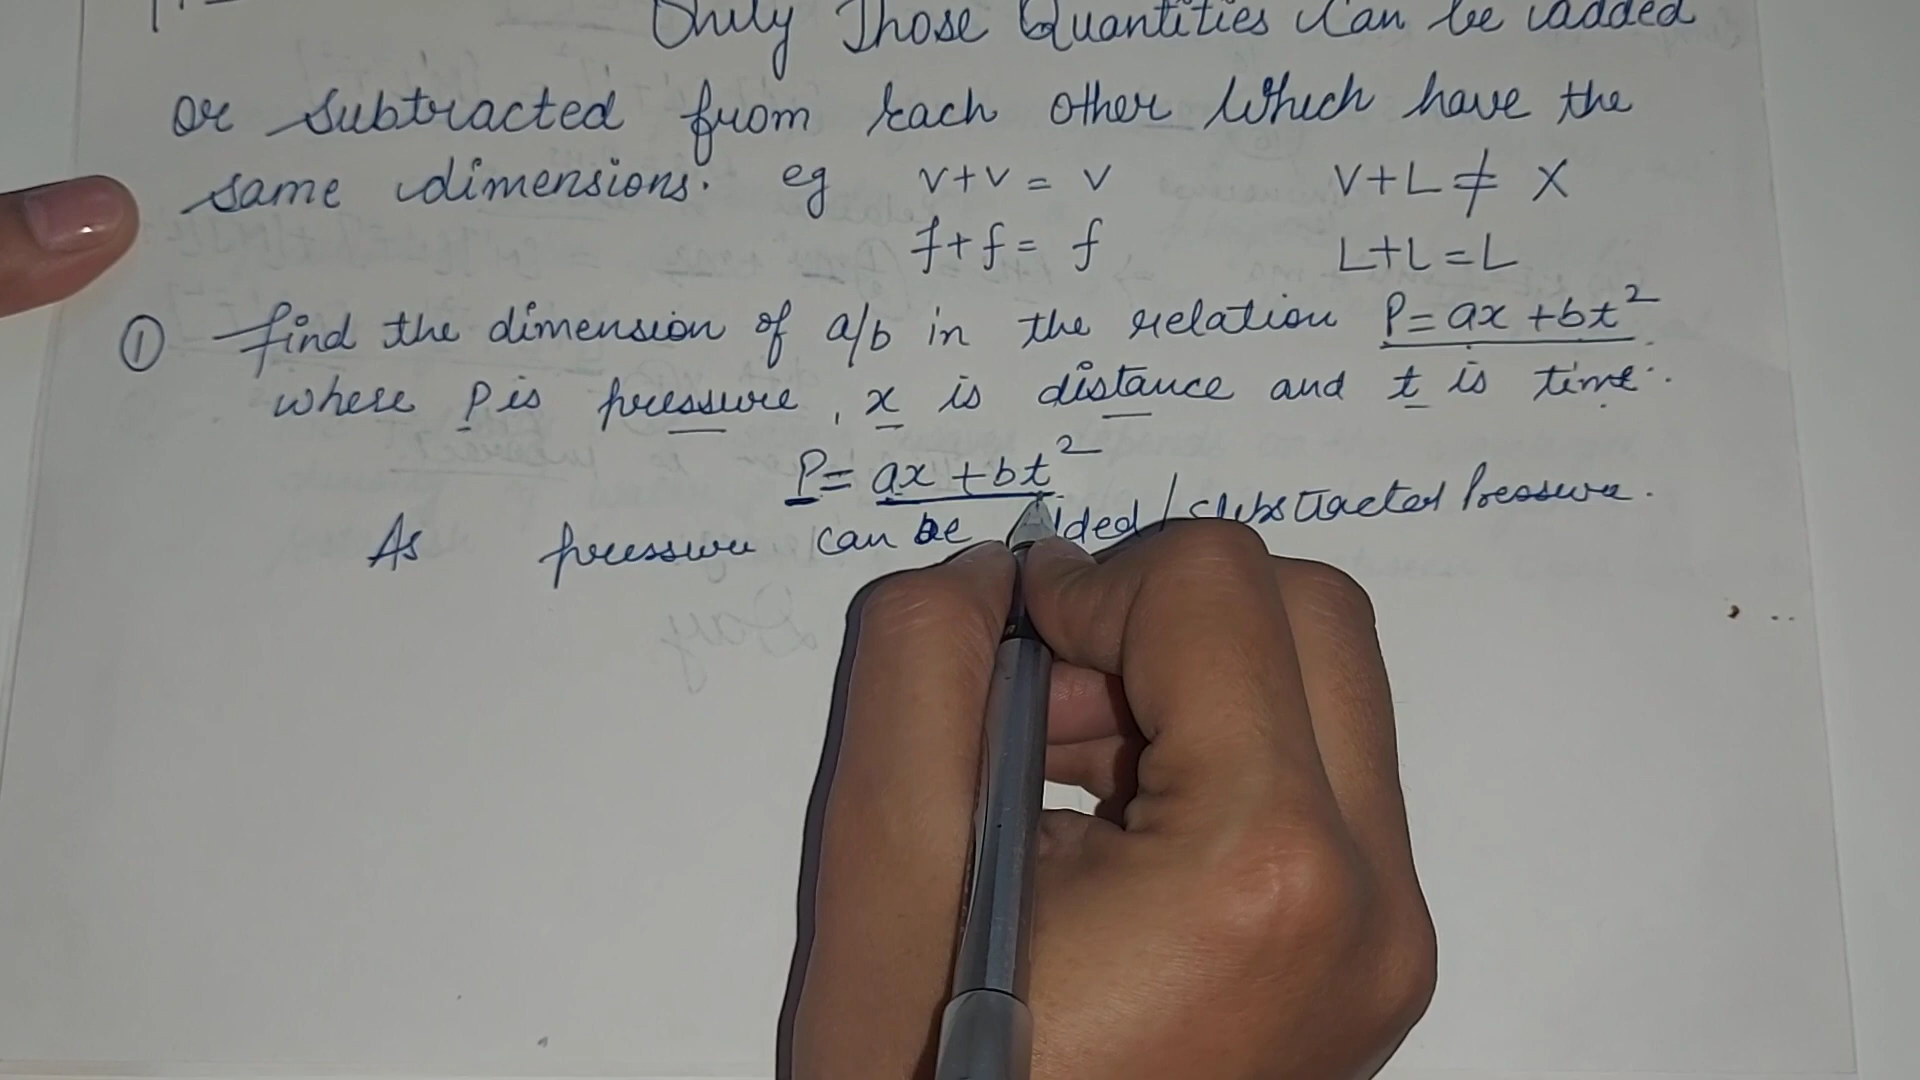 Only Those Quantities Can be added
or subtracted from each other Which have the
same dimensions. eg V+V = V V+L ≠ X
f+f = f L+L = L
① find the dimension of a/b in the relation P = ax + bt²
where P is pressure, x is distance and t is time.
P = ax + bt²
As pressure can be / Substracted Pressure.